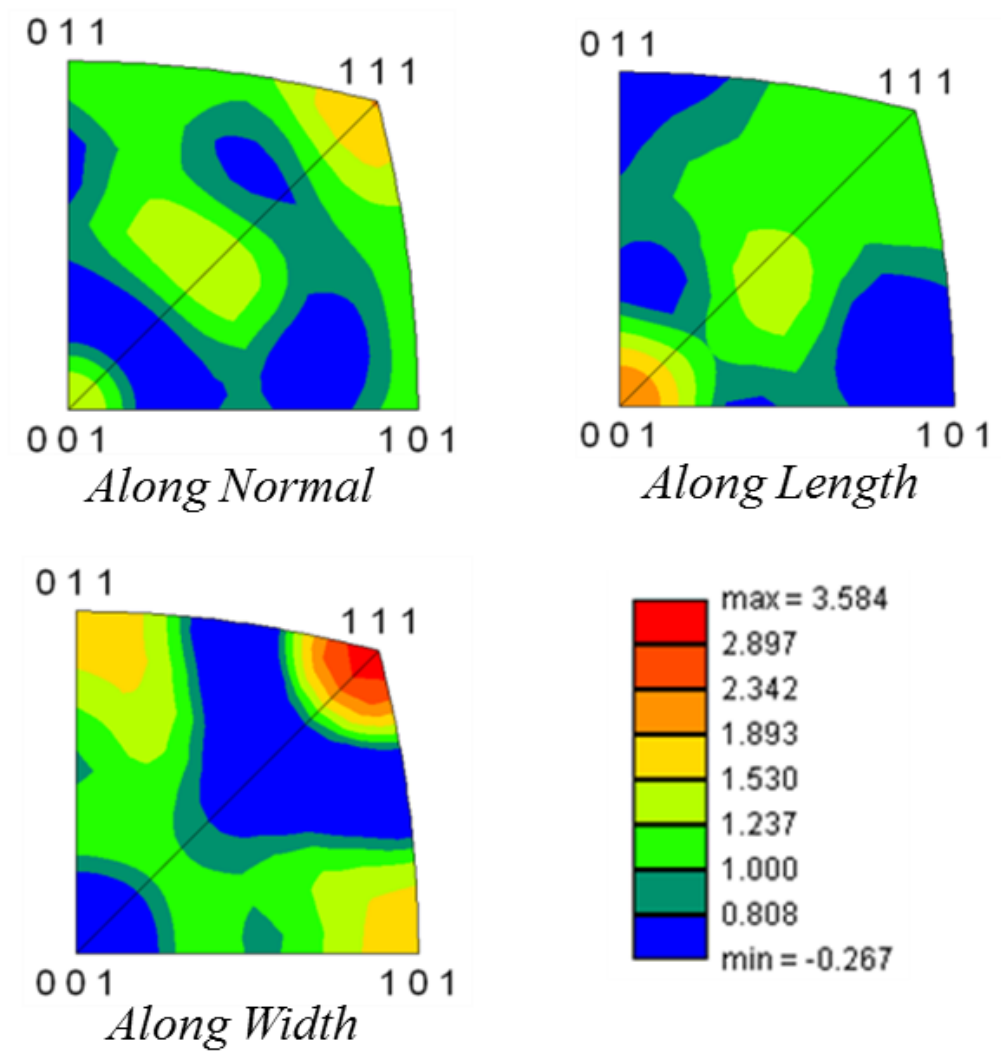 0 1 1
1 1 1
0 0 1
1 0 1
Along Normal
0 1 1
1 1 1
0 0 1
1 0 1
Along Length
0 1 1
1 1 1
0 0 1
1 0 1
Along Width
max = 3.584
2.897
2.342
1.893
1.530
1.237
1.000
0.808
min = -0.267